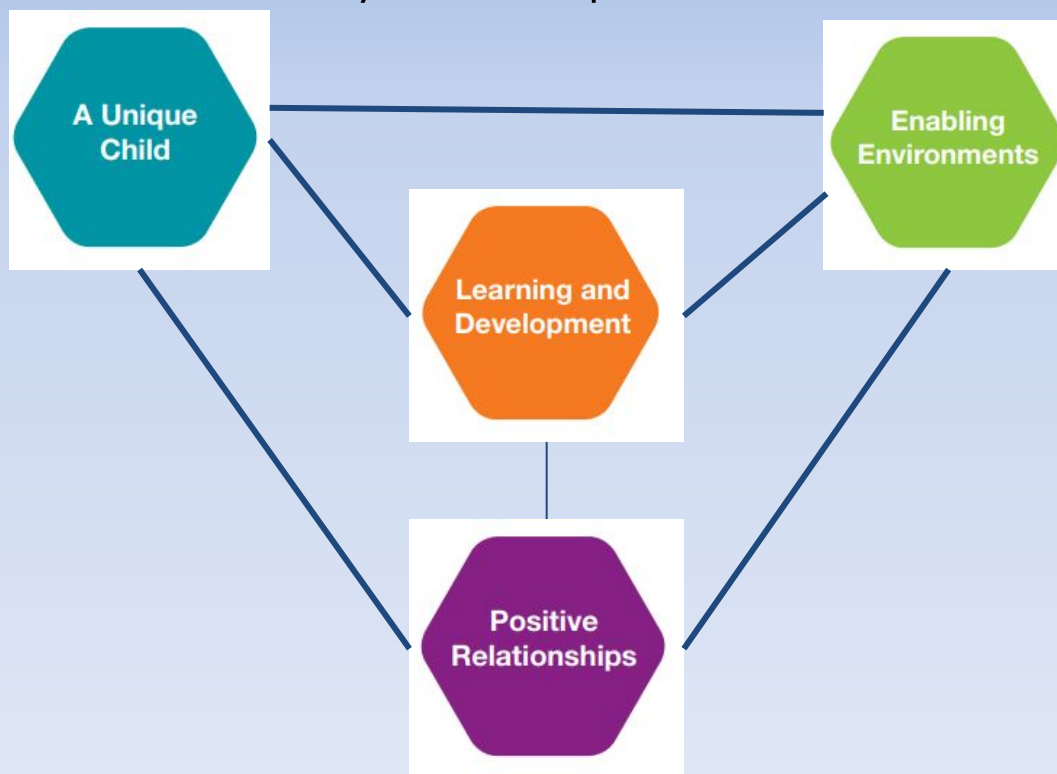 A Unique
Child
Enabling
Environments
Learning and
Development
Positive
Relationships